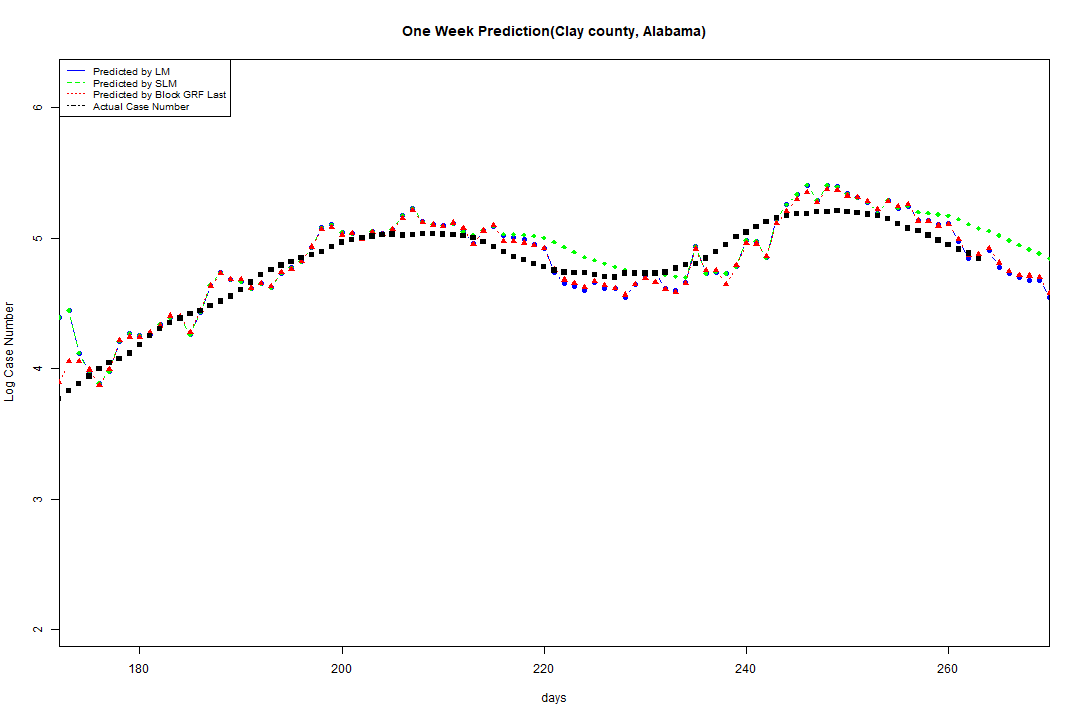 One Week Prediction(Clay county, Alabama)
Predicted by LM
Predicted by SLM
Predicted by Block GRF Last
Actual Case Number
6
5
4
3
2
Log Case Number
180 200 220 240 260
days